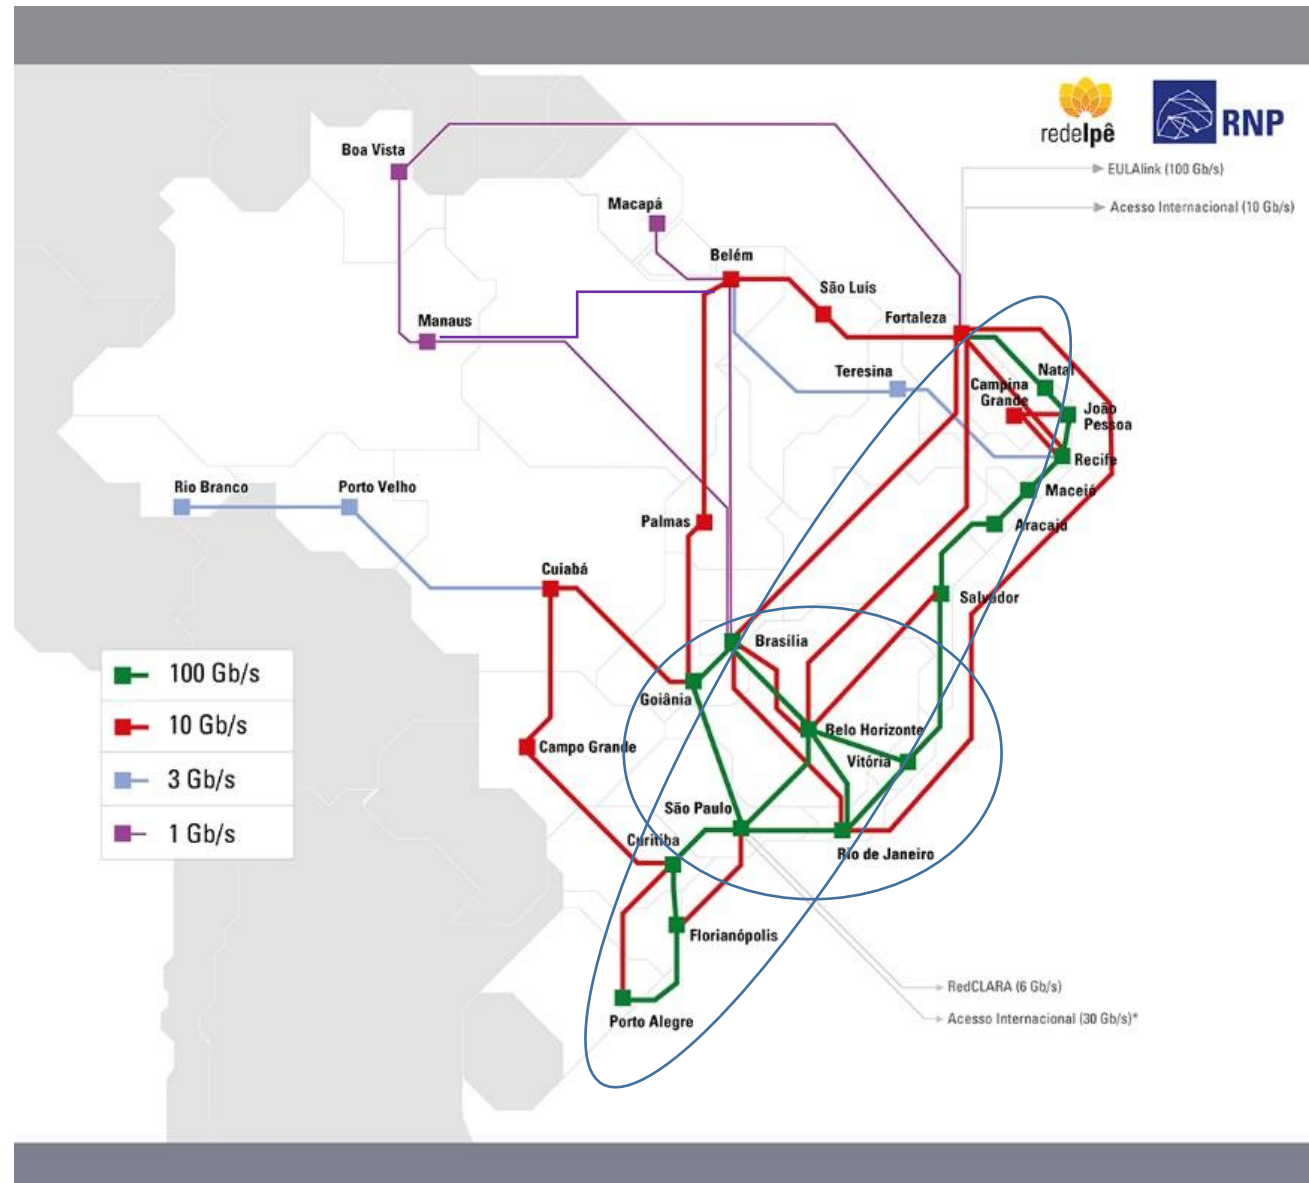 redeIpê
RNP
EULAlink (100 Gb/s)
Acesso Internacional (10 Gb/s)
Boa Vista
Macapá
Belém
São Luís
Fortaleza
Manaus
Teresina
Natal
Campina
Grande
João
Pessoa
Recife
Maceió
Aracajú
Rio Branco
Porto Velho
Palmas
Cuiabá
Salvador
Brasília
Goiânia
Belo Horizonte
Vitória
Campo Grande
São Paulo
Curitiba
Rio de Janeiro
Florianópolis
Porto Alegre
100 Gb/s
10 Gb/s
3 Gb/s
1 Gb/s
RedCLARA (6 Gb/s)
Acesso Internacional (30 Gb/s)*